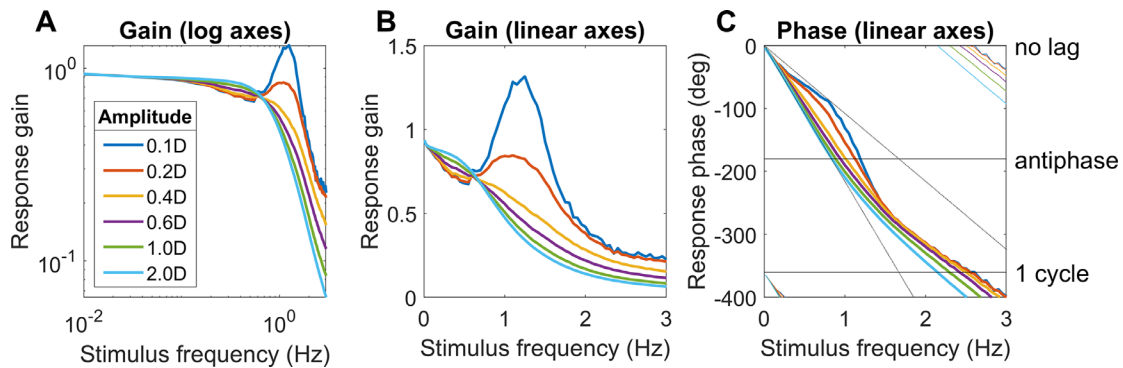 A
Gain (log axes)
Response gain
10^0
10^-1
10^-2
10^0
Stimulus frequency (Hz)
Amplitude
0.1D
0.2D
0.4D
0.6D
1.0D
2.0D
B
Gain (linear axes)
Response gain
1.5
1
0.5
0
0
1
2
3
Stimulus frequency (Hz)
C
Phase (linear axes)
Response phase (deg)
0
-100
-200
-300
-400
0
1
2
3
Stimulus frequency (Hz)
no lag
antiphase
1 cycle